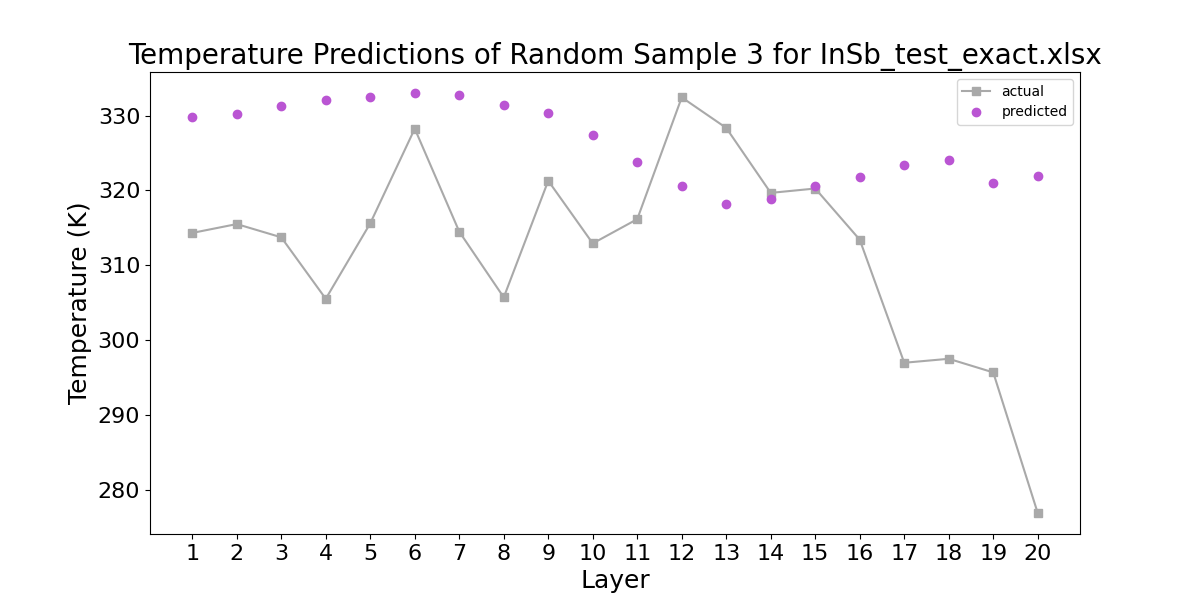 Temperature Predictions of Random Sample 3 for InSb_test_exact.xlsx
actual
predicted
330
320
310
300
290
280
Temperature (K)
1 2 3 4 5 6 7 8 9 10 11 12 13 14 15 16 17 18 19 20
Layer